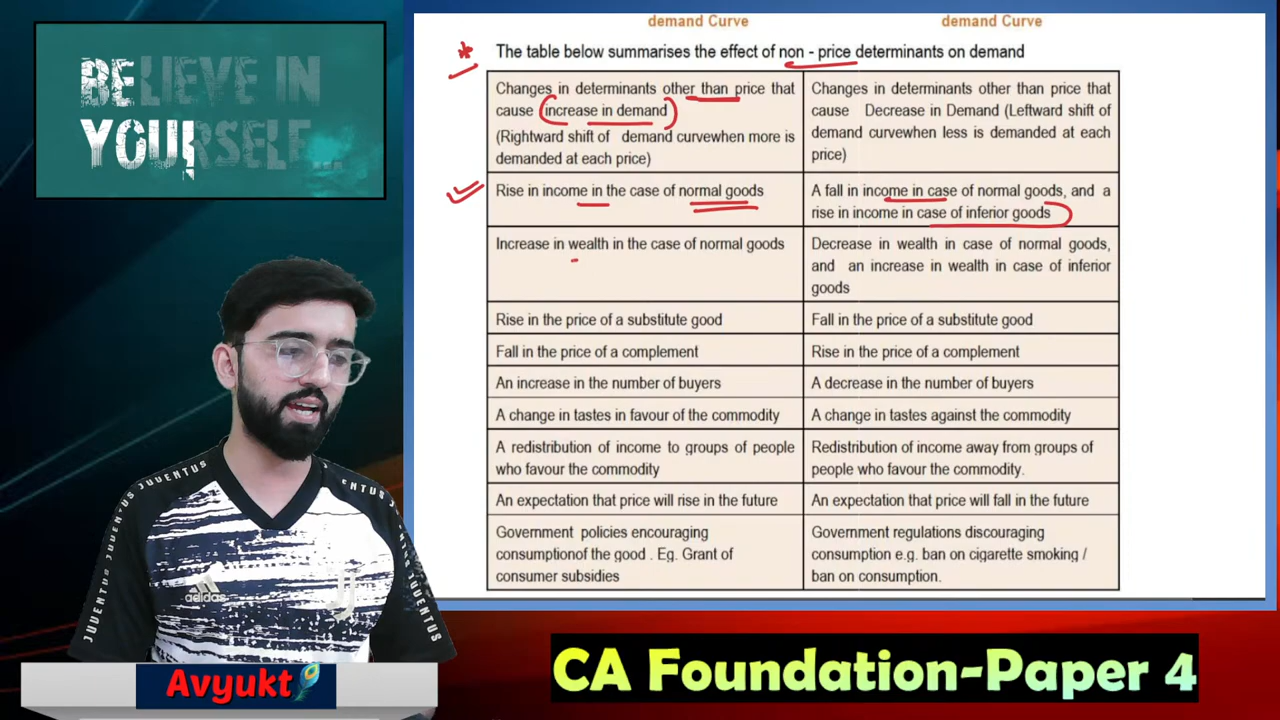 BELIEVE IN
YOURSELF...
demand Curve
demand Curve
The table below summarises the effect of non - price determinants on demand
Changes in determinants other than price that
cause increase in demand
(Rightward shift of demand curvewhen more is
demanded at each price)
Changes in determinants other than price that
cause Decrease in Demand (Leftward shift of
demand curvewhen less is demanded at each
price)
Rise in income in the case of normal goods
A fall in income in case of normal goods, and a
rise in income in case of inferior goods
Increase in wealth in the case of normal goods
Decrease in wealth in case of normal goods,
and an increase in wealth in case of inferior
goods
Rise in the price of a substitute good
Fall in the price of a substitute good
Fall in the price of a complement
Rise in the price of a complement
An increase in the number of buyers
A decrease in the number of buyers
A change in tastes in favour of the commodity
A change in tastes against the commodity
A redistribution of income to groups of people
who favour the commodity
Redistribution of income away from groups of
people who favour the commodity.
An expectation that price will rise in the future
An expectation that price will fall in the future
Government policies encouraging
consumptionof the good . Eg. Grant of
consumer subsidies
Government regulations discouraging
consumption e.g. ban on cigarette smoking /
ban on consumption.
JUVENTUS JUVENTUS
JUVENTUS JUVENTUS
adidas
Avyukt
CA Foundation-Paper 4